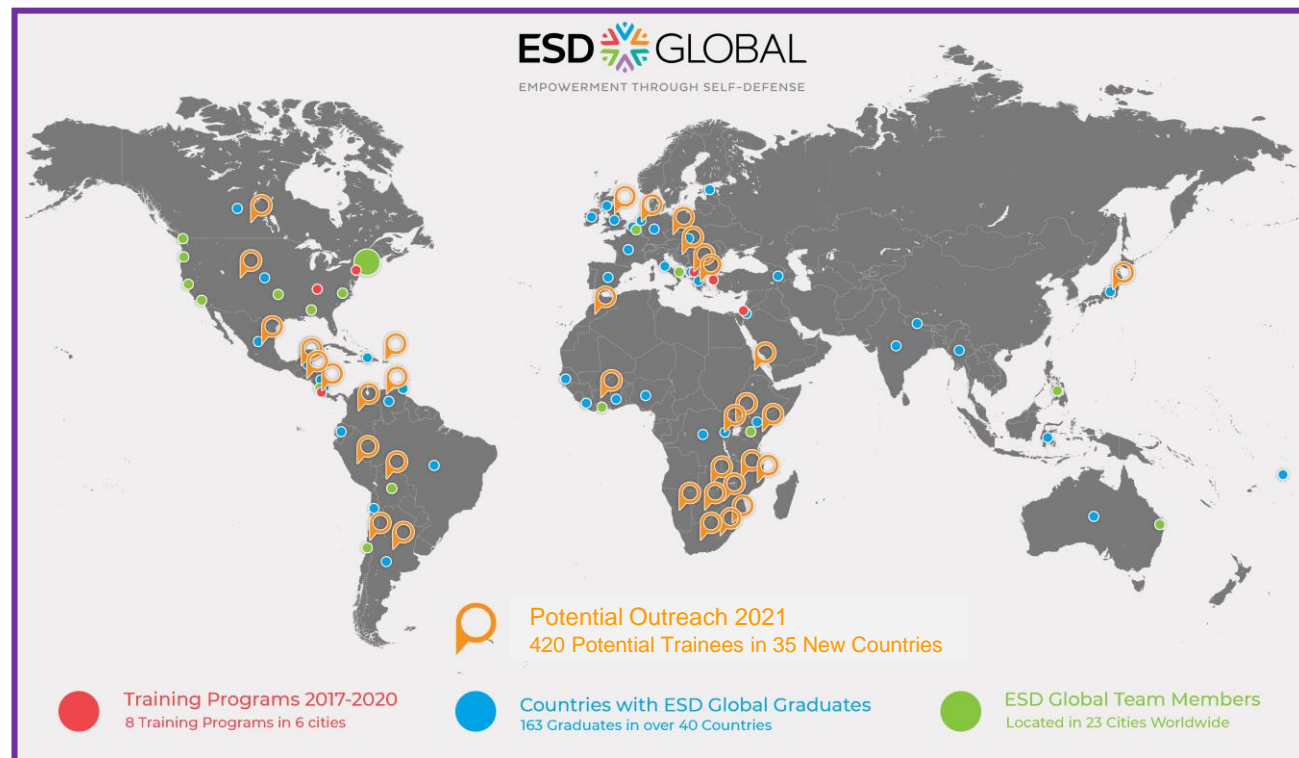 ESD GLOBAL
EMPOWERMENT THROUGH SELF-DEFENSE
Potential Outreach 2021
420 Potential Trainees in 35 New Countries
Training Programs 2017-2020
8 Training Programs in 6 cities
Countries with ESD Global Graduates
163 Graduates in over 40 Countries
ESD Global Team Members
Located in 23 Cities Worldwide